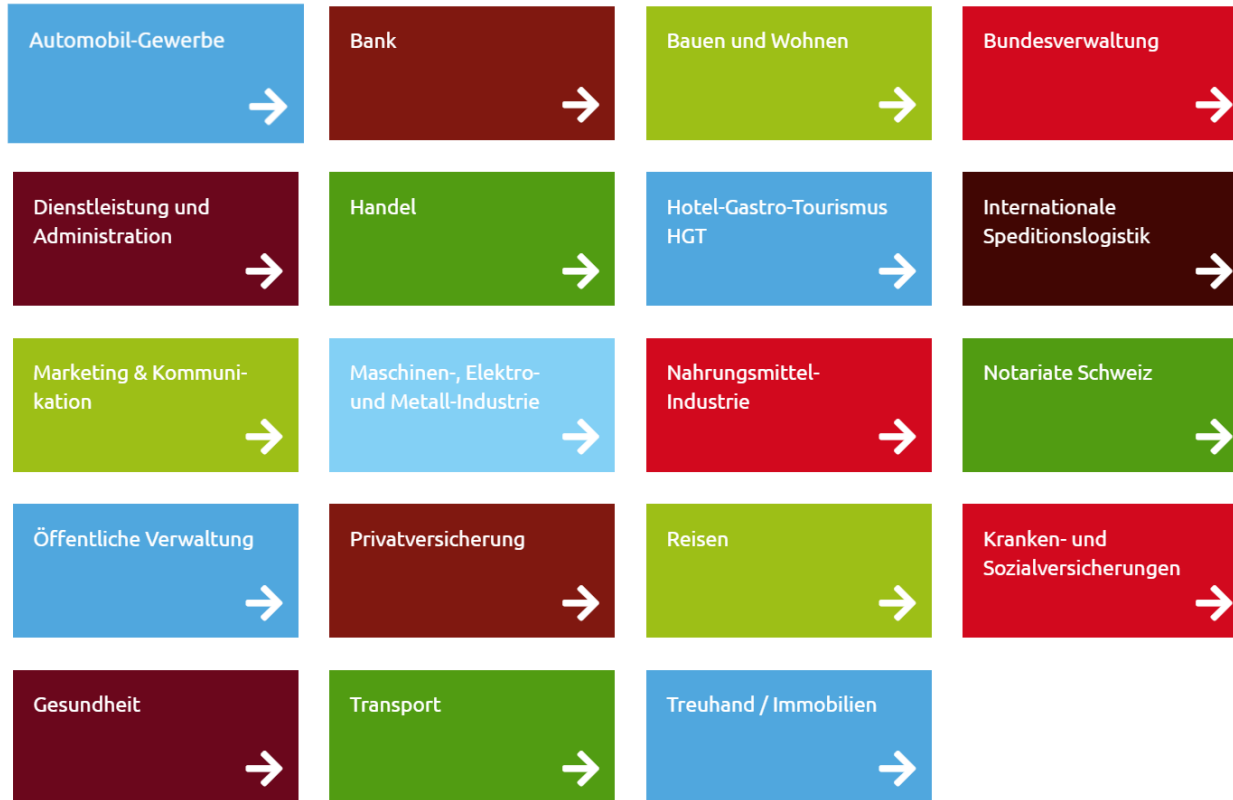 Automobil-Gewerbe
Bank
Bauen und Wohnen
Bundesverwaltung
Dienstleistung und
Administration
Handel
Hotel-Gastro-Tourismus
HGT
Internationale
Speditionslogistik
Marketing & Kommuni-
kation
Maschinen-, Elektro-
und Metall-Industrie
Nahrungsmittel-
Industrie
Notariate Schweiz
Öffentliche Verwaltung
Privatversicherung
Reisen
Kranken- und
Sozialversicherungen
Gesundheit
Transport
Treuhand / Immobilien